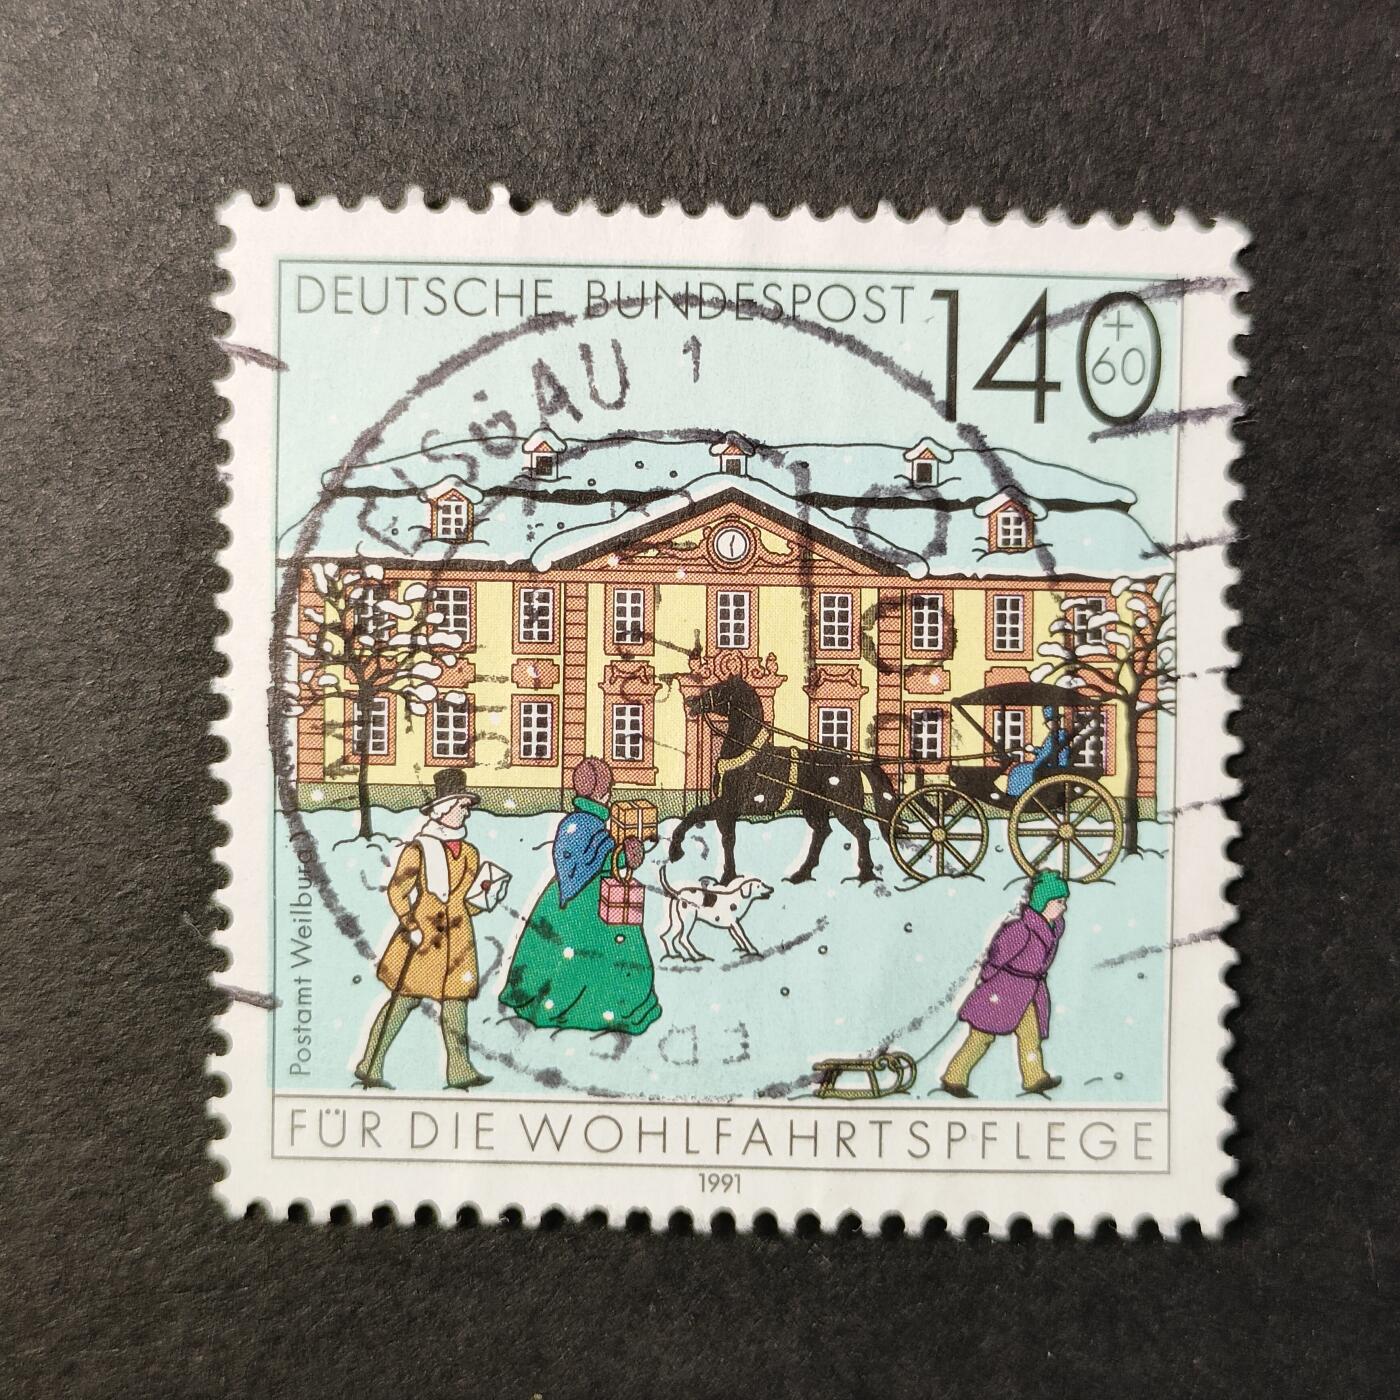 DEUTSCHE BUNDESPOST 140
+
60
Postamt Weilburg
FÜR DIE WOHLFAHRTSPFLEGE
1991